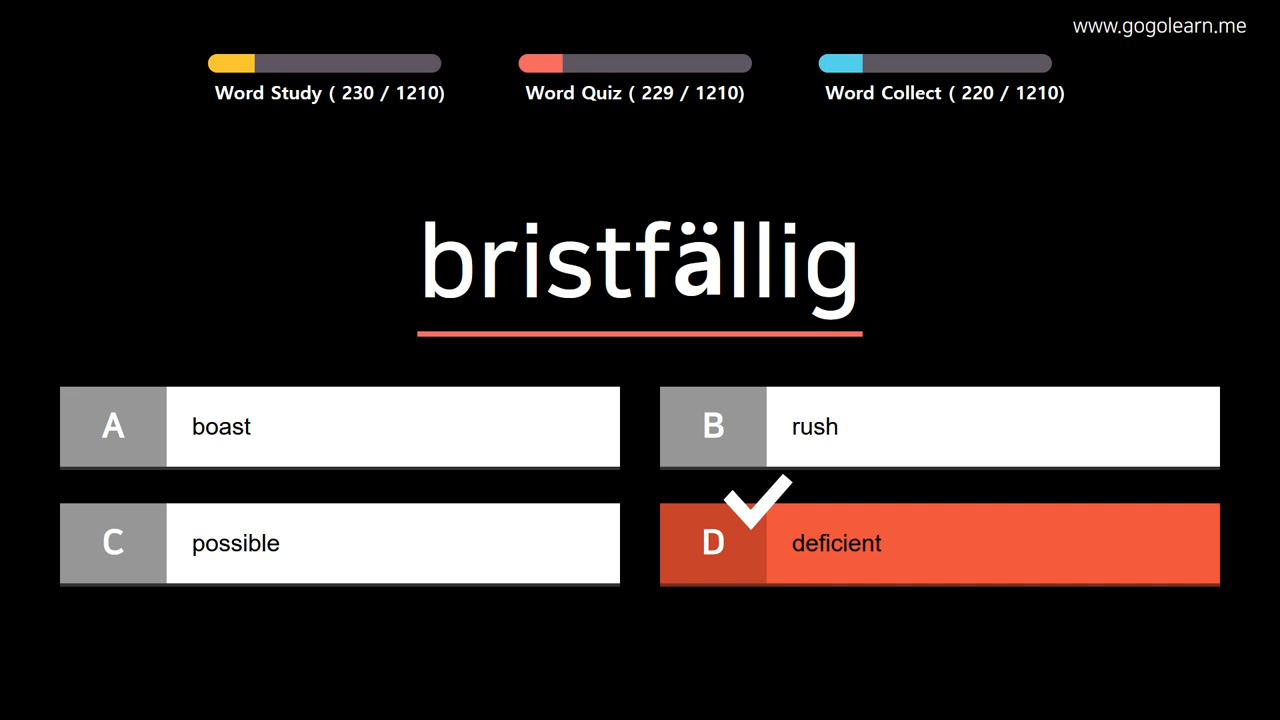 www.gogolearn.me
Word Study ( 230 / 1210)
Word Quiz ( 229 / 1210)
Word Collect ( 220 / 1210)
bristfällig
A boast
B rush
C possible
D deficient